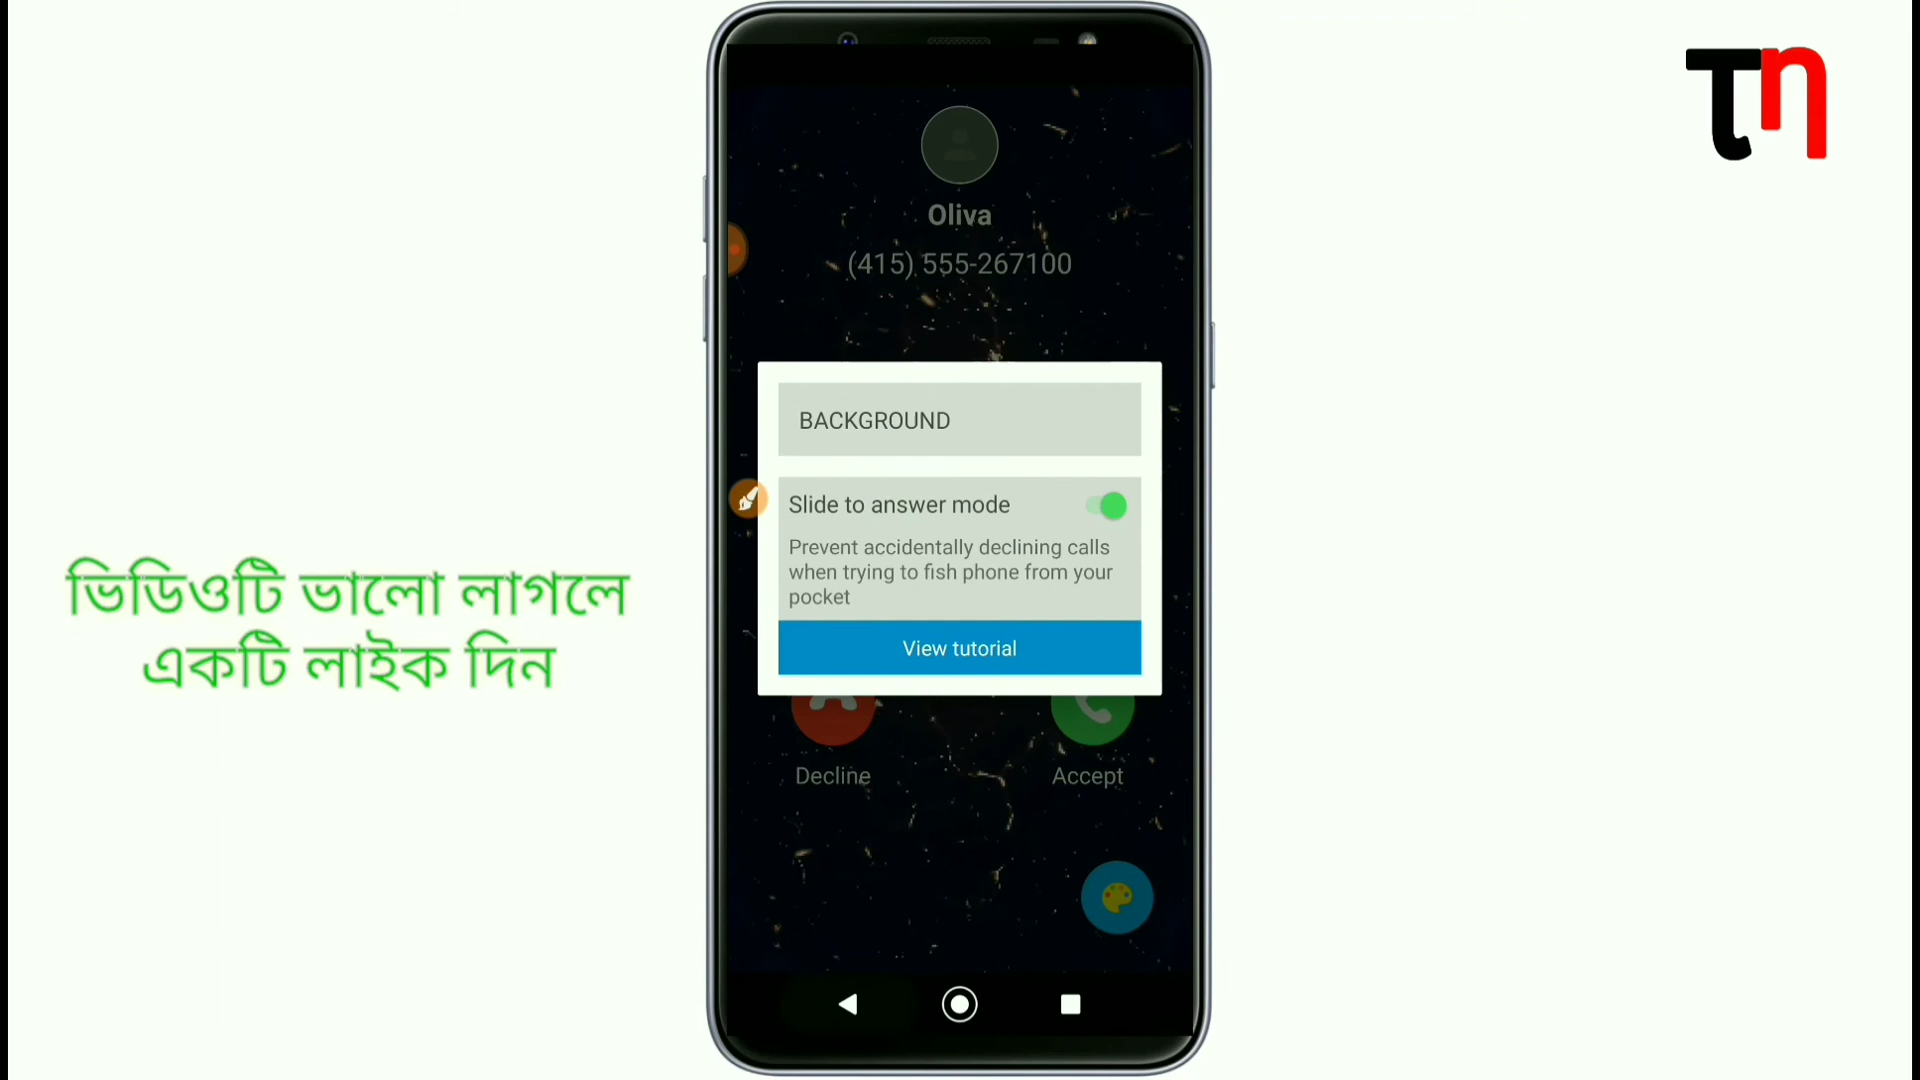 Oliva
(415) 555-267100
BACKGROUND
Slide to answer mode
Prevent accidentally declining calls
when trying to fish phone from your
pocket
View tutorial
Decline
Accept
ভিডিওটি ভালো লাগলে
একটি লাইক দিন